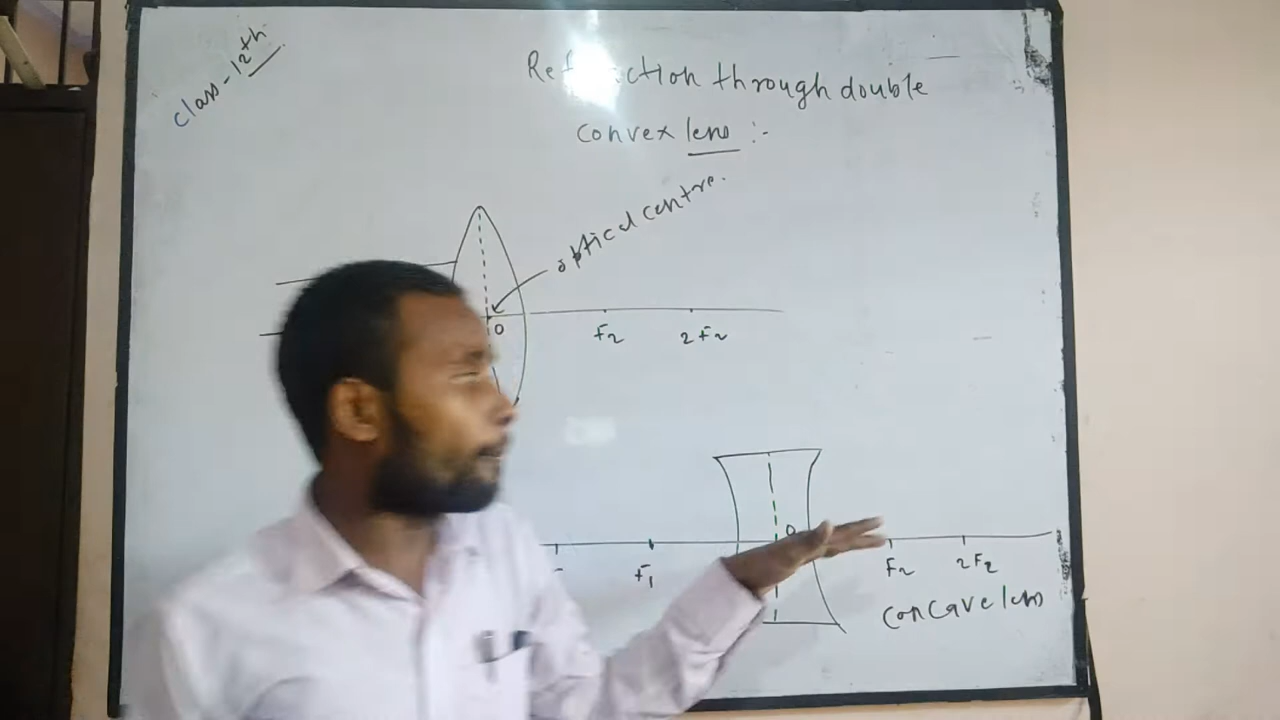 class-12th
Refraction through double
convex lens :-
optical centre.
O
F2
2F2
O
F1
F2
2F2
concave lens